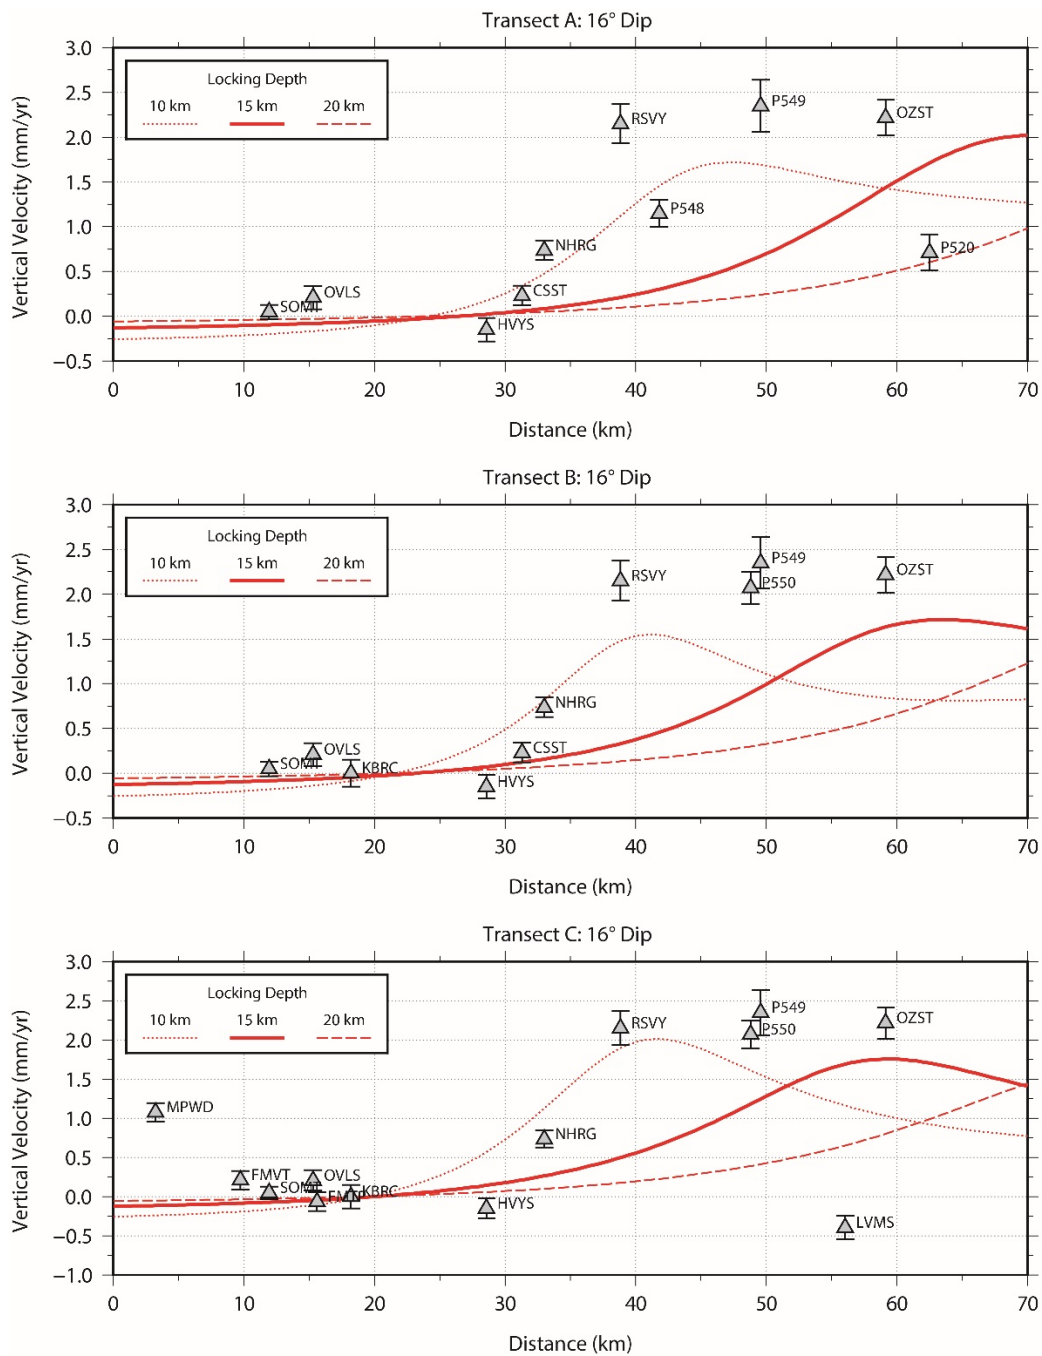 Transect A: 16° Dip
3.0
2.5
2.0
1.5
1.0
0.5
0.0
−0.5
Vertical Velocity (mm/yr)
Locking Depth
10 km 15 km 20 km
SOMT
OVLS
HVYS
CSST
NHRG
RSVY
P548
P549
OZST
P520
0 10 20 30 40 50 60 70
Distance (km)
Transect B: 16° Dip
3.0
2.5
2.0
1.5
1.0
0.5
0.0
−0.5
Vertical Velocity (mm/yr)
Locking Depth
10 km 15 km 20 km
SOMT
OVLS
KBRC
HVYS
CSST
NHRG
RSVY
P549
P550
OZST
0 10 20 30 40 50 60 70
Distance (km)
Transect C: 16° Dip
3.0
2.5
2.0
1.5
1.0
0.5
0.0
−0.5
−1.0
Vertical Velocity (mm/yr)
Locking Depth
10 km 15 km 20 km
MPWD
FMVT
SOMT
OVLS
KBRC
HVYS
NHRG
RSVY
P549
P550
OZST
LVMS
0 10 20 30 40 50 60 70
Distance (km)